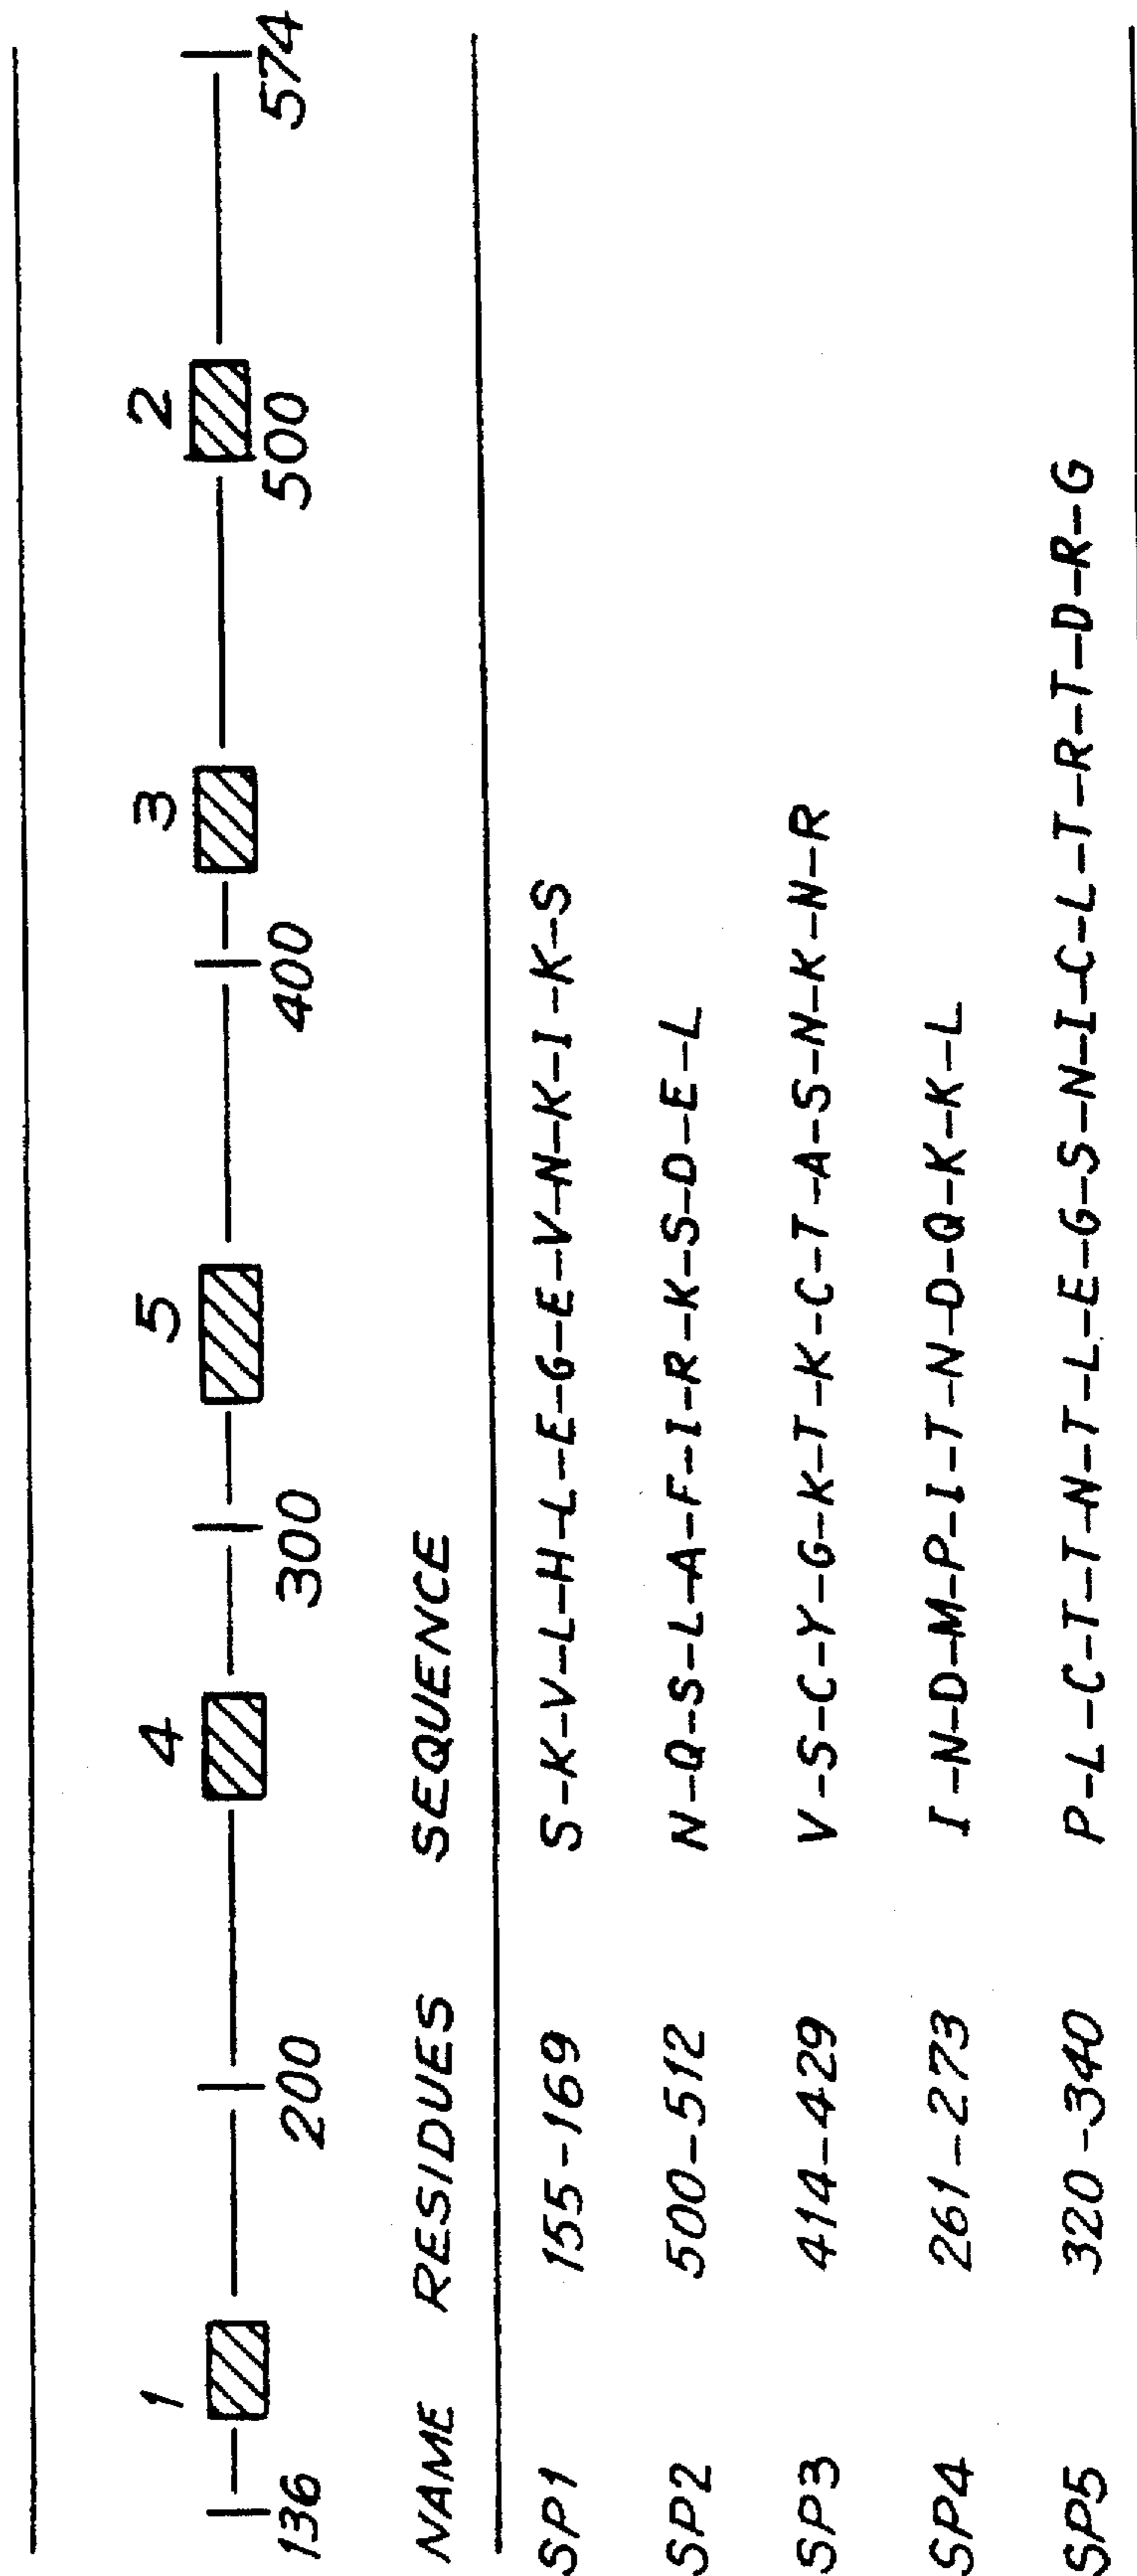 1 4 5 3 2
136 200 300 400 500 574
NAME RESIDUES SEQUENCE
SP1 155-169 S-K-V-L-H-L-E-G-E-V-N-K-I-K-S
SP2 500-512 N-Q-S-L-A-F-I-R-K-S-D-E-L
SP3 414-429 V-S-C-Y-G-K-T-K-C-T-A-S-N-K-N-R
SP4 261-273 I-N-D-M-P-I-T-N-D-Q-K-K-L
SP5 320-340 P-L-C-T-T-N-T-L-E-G-S-N-I-C-L-T-R-T-D-R-G